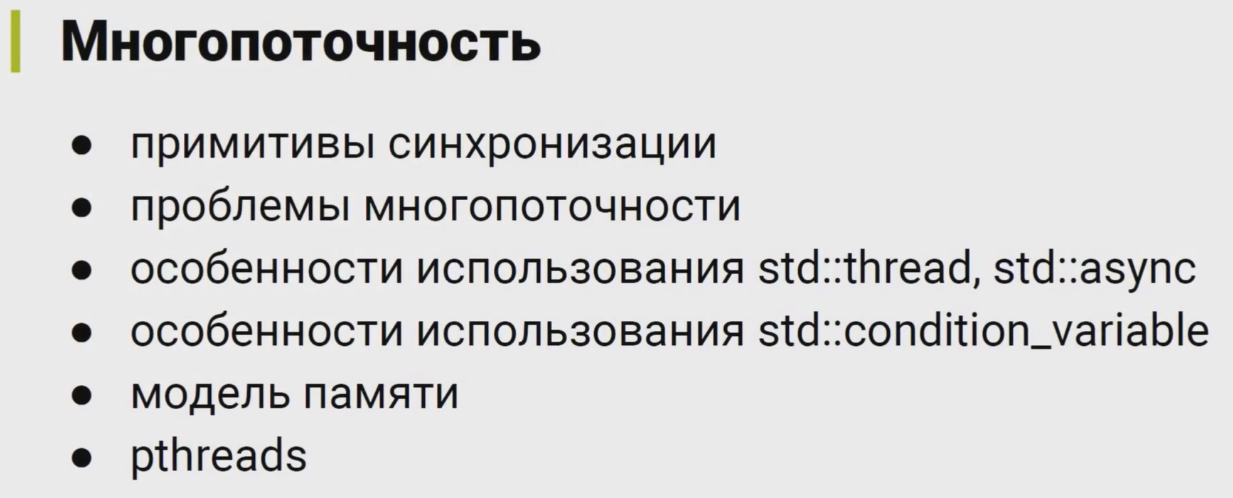 Многопоточность
● примитивы синхронизации
● проблемы многопоточности
● особенности использования std::thread, std::async
● особенности использования std::condition_variable
● модель памяти
● pthreads